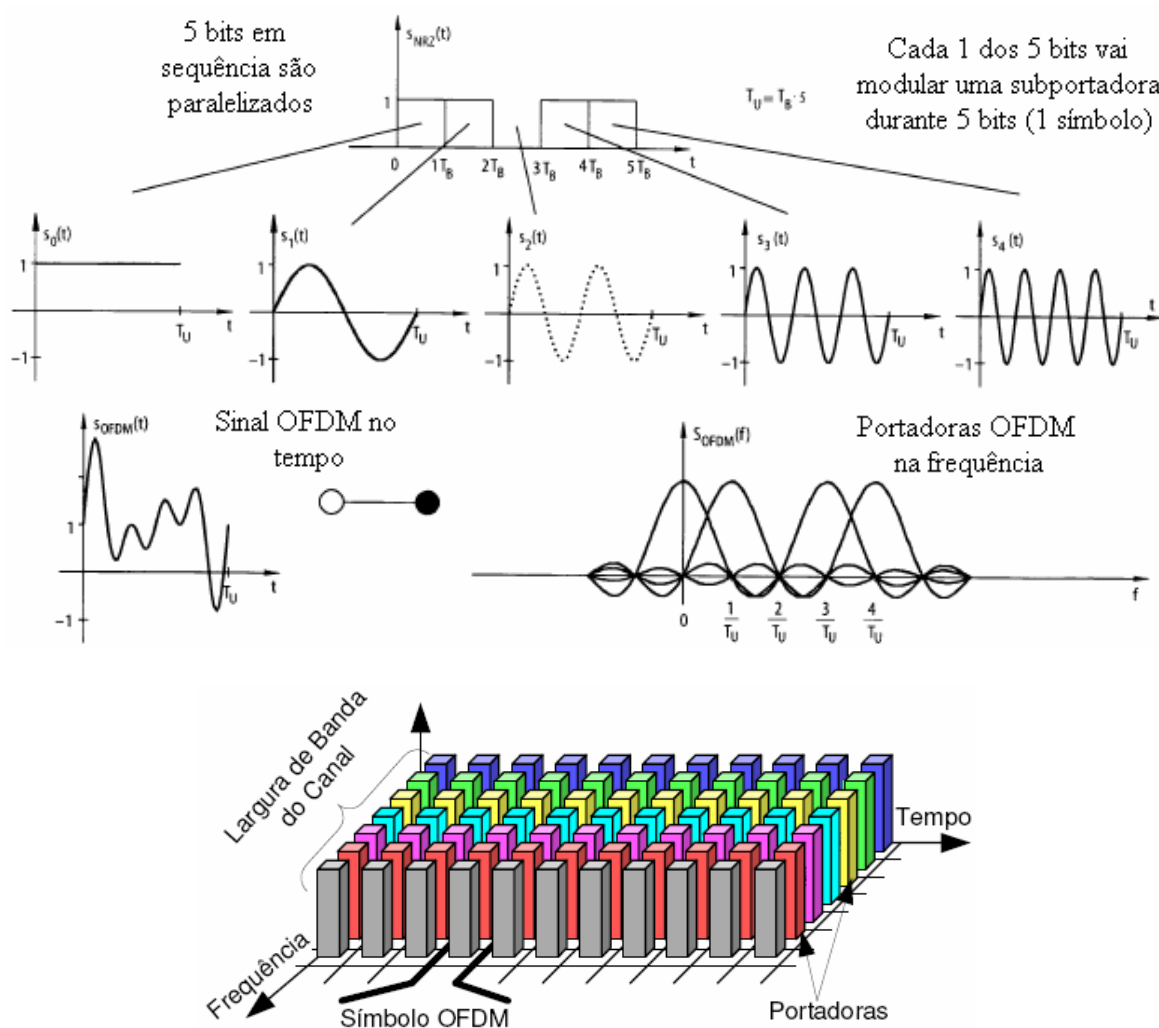 5 bits em
sequência são
paralelizados
s_NRZ(t)
1
0 1T_B 2T_B 3T_B 4T_B 5T_B t
T_U = T_B · 5
Cada 1 dos 5 bits vai
modular uma subportadora
durante 5 bits (1 símbolo)
s_0(t)
1
-1
T_U t
s_1(t)
1
-1
T_U t
s_2(t)
1
-1
T_U t
s_3(t)
1
-1
T_U t
s_4(t)
1
-1
T_U t
s_OFDM(t)
1
-1
T_U t
Sinal OFDM no
tempo
Portadoras OFDM
na frequência
S_OFDM(f)
0 1/T_U 2/T_U 3/T_U 4/T_U f
Largura de Banda
do Canal
Tempo
Frequência
Símbolo OFDM
Portadoras